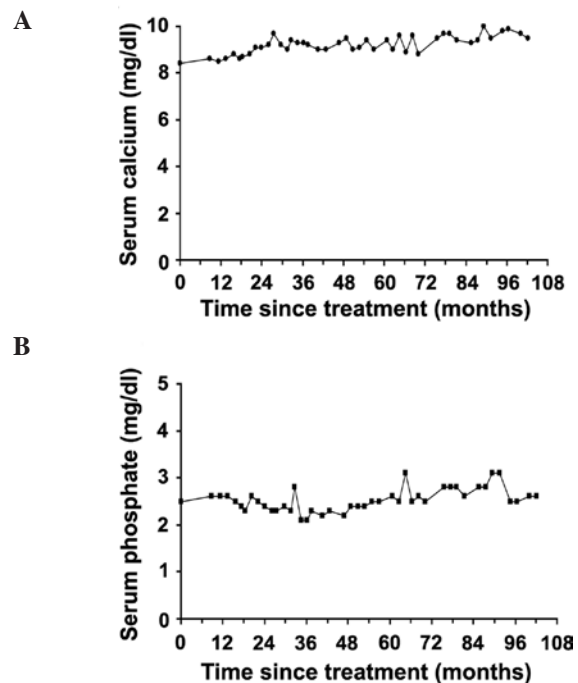 A
Serum calcium (mg/dl)
10
8
6
4
2
0
0 12 24 36 48 60 72 84 96 108
Time since treatment (months)
B
Serum phosphate (mg/dl)
5
4
3
2
1
0
0 12 24 36 48 60 72 84 96 108
Time since treatment (months)